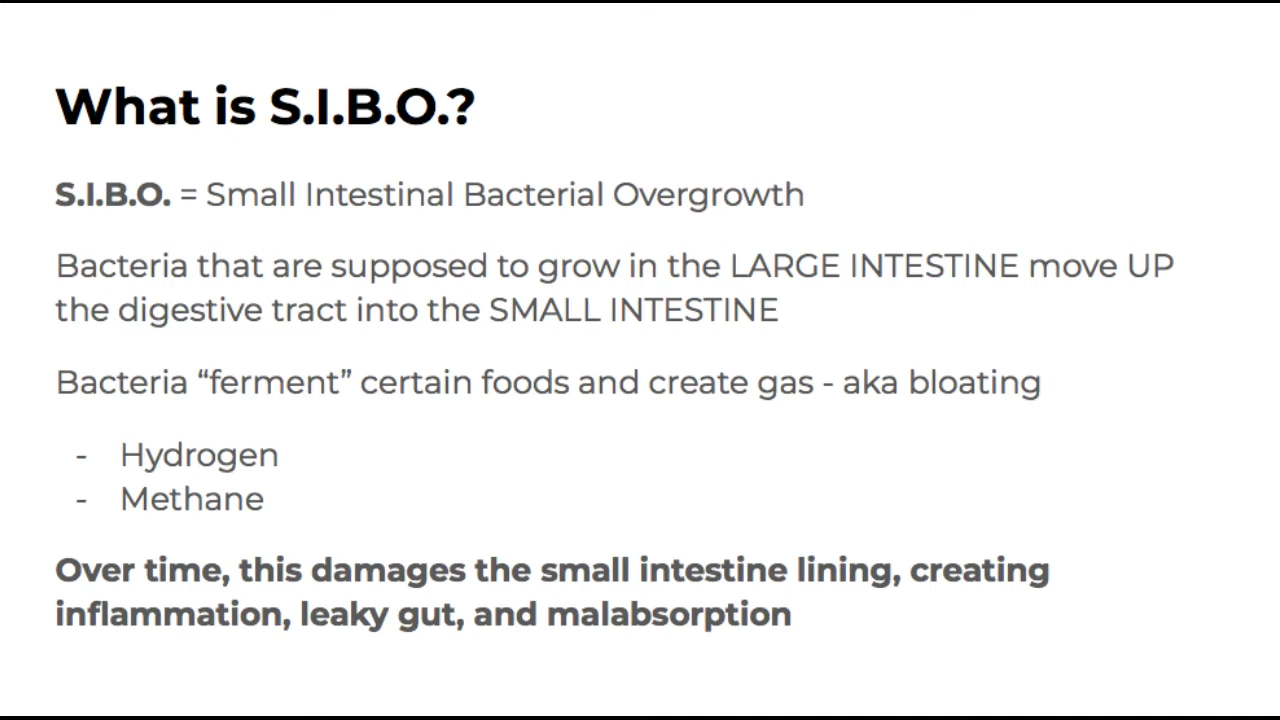 What is S.I.B.O.?
S.I.B.O. = Small Intestinal Bacterial Overgrowth
Bacteria that are supposed to grow in the LARGE INTESTINE move UP
the digestive tract into the SMALL INTESTINE
Bacteria “ferment” certain foods and create gas - aka bloating
- Hydrogen
- Methane
Over time, this damages the small intestine lining, creating
inflammation, leaky gut, and malabsorption